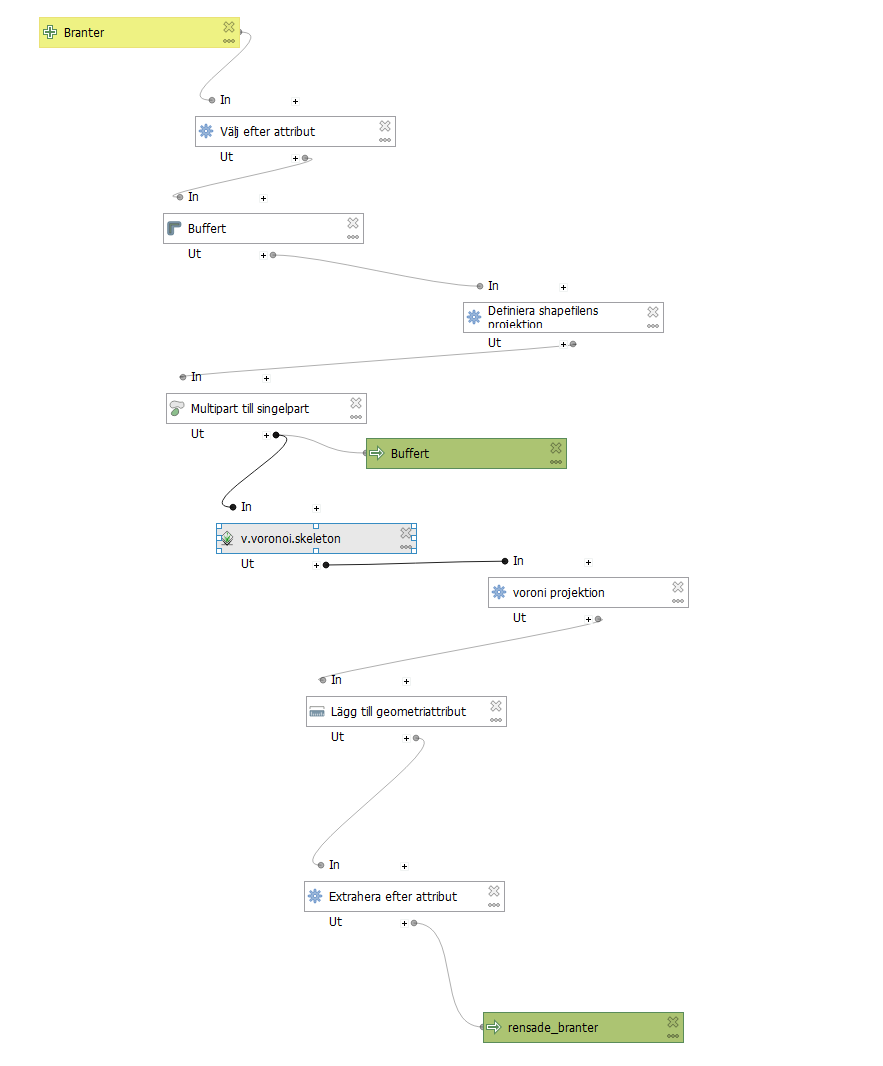 Branter
In
Välj efter attribut
Ut
In
Buffert
Ut
In
Definiera shapefilens
projektion
Ut
In
Multipart till singelpart
Ut
Buffert
In
v.voronoi.skeleton
Ut
In
voroni projektion
Ut
In
Lägg till geometriattribut
Ut
In
Extrahera efter attribut
Ut
rensade_branter